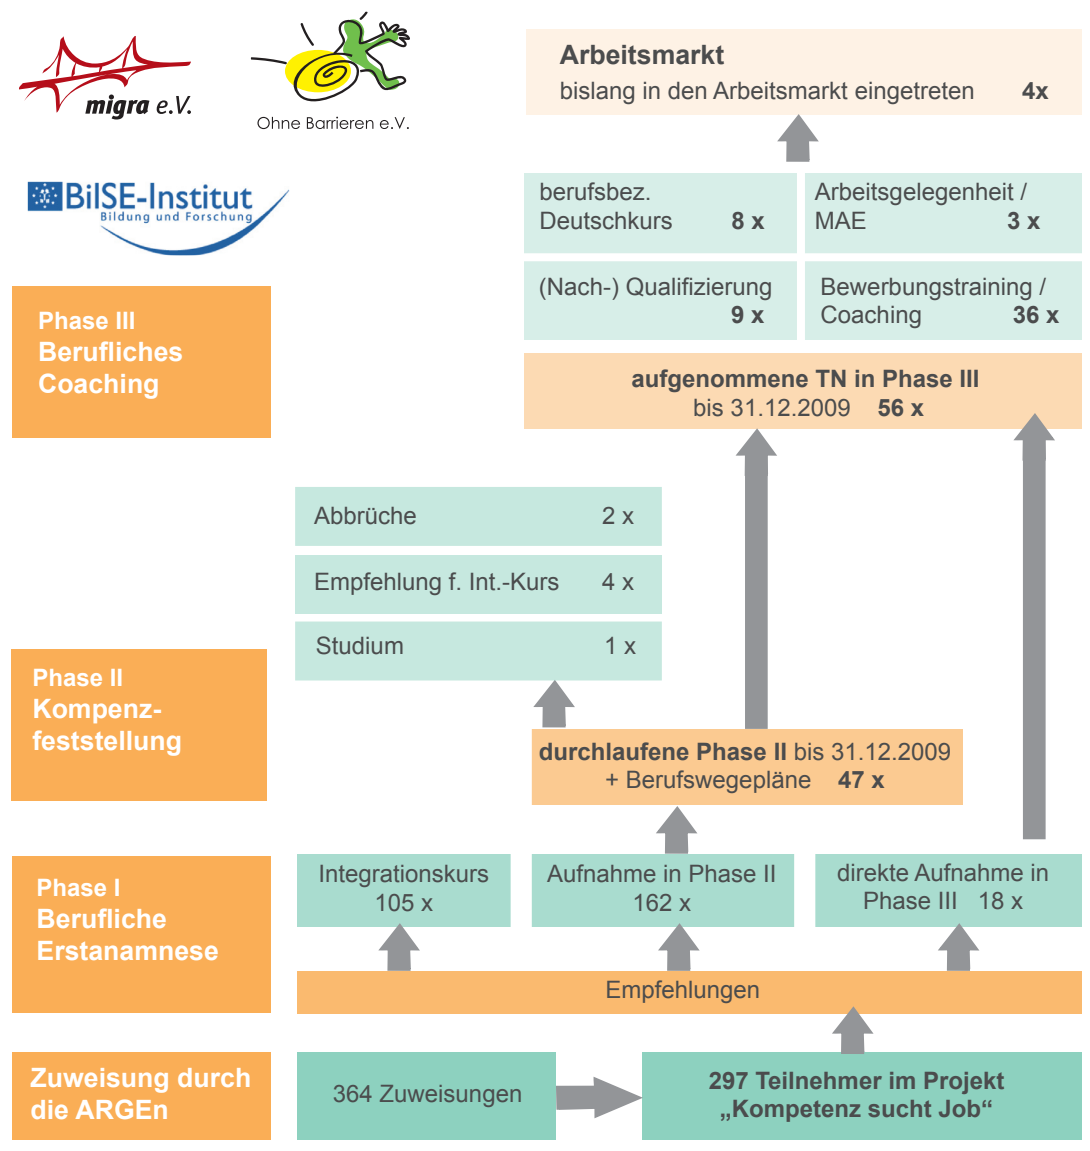 migra e.V.
Ohne Barrieren e.V.
BilSE-Institut
Bildung und Forschung
Arbeitsmarkt
bislang in den Arbeitsmarkt eingetreten 4x
berufsbez.
Deutschkurs 8 x
Arbeitsgelegenheit /
MAE 3 x
(Nach-) Qualifizierung
9 x
Bewerbungstraining /
Coaching 36 x
Phase III
Berufliches
Coaching
aufgenommene TN in Phase III
bis 31.12.2009 56 x
Abbrüche 2 x
Empfehlung f. Int.-Kurs 4 x
Studium 1 x
Phase II
Kompenz-
feststellung
durchlaufene Phase II bis 31.12.2009
+ Berufswegepläne 47 x
Phase I
Berufliche
Erstanamnese
Integrationskurs
105 x
Aufnahme in Phase II
162 x
direkte Aufnahme in
Phase III 18 x
Empfehlungen
Zuweisung durch
die ARGEn
364 Zuweisungen
297 Teilnehmer im Projekt
„Kompetenz sucht Job“